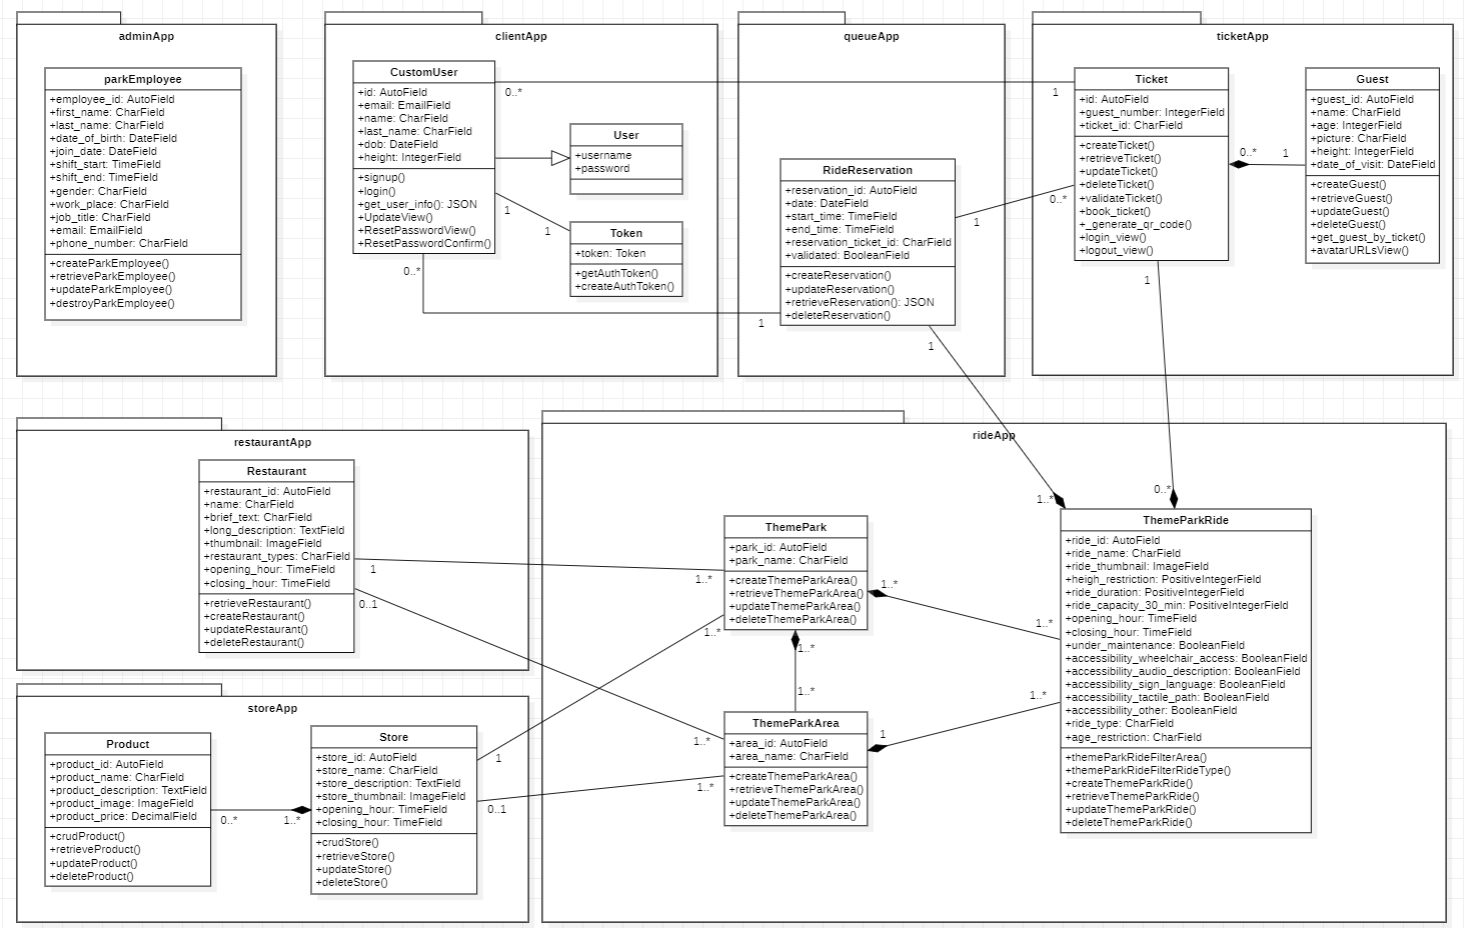 adminApp
parkEmployee
+employee_id: AutoField
+first_name: CharField
+last_name: CharField
+date_of_birth: DateField
+join_date: DateField
+shift_start: TimeField
+shift_end: TimeField
+gender: CharField
+work_place: CharField
+job_title: CharField
+email: EmailField
+phone_number: CharField
+createParkEmployee()
+retrieveParkEmployee()
+updateParkEmployee()
+destroyParkEmployee()
clientApp
CustomUser
+id: AutoField
+email: EmailField
+name: CharField
+last_name: CharField
+dob: DateField
+height: IntegerField
+signup()
+login()
+get_user_info(): JSON
+UpdateView()
+ResetPasswordView()
+ResetPasswordConfirm()
0..*
1
1
0..*
1
User
+username
+password
Token
+token: Token
+getAuthToken()
+createAuthToken()
queueApp
RideReservation
+reservation_id: AutoField
+date: DateField
+start_time: TimeField
+end_time: TimeField
+reservation_ticket_id: CharField
+validated: BooleanField
+createReservation()
+updateReservation()
+retrieveReservation(): JSON
+deleteReservation()
1
1
ticketApp
1
0..*
Ticket
+id: AutoField
+guest_number: IntegerField
+ticket_id: CharField
+createTicket()
+retrieveTicket()
+updateTicket()
+deleteTicket()
+validateTicket()
+book_ticket()
+_generate_qr_code()
+login_view()
+logout_view()
0..*
1
1
Guest
+guest_id: AutoField
+name: CharField
+age: IntegerField
+picture: CharField
+height: IntegerField
+date_of_visit: DateField
+createGuest()
+retrieveGuest()
+updateGuest()
+deleteGuest()
+get_guest_by_ticket()
+avatarURLsView()
restaurantApp
Restaurant
+restaurant_id: AutoField
+name: CharField
+brief_text: CharField
+long_description: TextField
+thumbnail: ImageField
+restaurant_types: CharField
+opening_hour: TimeField
+closing_hour: TimeField
+retrieveRestaurant()
+createRestaurant()
+updateRestaurant()
+deleteRestaurant()
1
0..1
storeApp
Product
+product_id: AutoField
+product_name: CharField
+product_description: TextField
+product_image: ImageField
+product_price: DecimalField
+crudProduct()
+retrieveProduct()
+updateProduct()
+deleteProduct()
0..*
1..*
Store
+store_id: AutoField
+store_name: CharField
+store_description: TextField
+store_thumbnail: ImageField
+opening_hour: TimeField
+closing_hour: TimeField
+crudStore()
+retrieveStore()
+updateStore()
+deleteStore()
1
0..1
rideApp
1..*
0..*
ThemePark
+park_id: AutoField
+park_name: CharField
+createThemeParkArea()
+retrieveThemeParkArea()
+updateThemeParkArea()
+deleteThemeParkArea()
1..*
1..*
1..*
1..*
1..*
1..*
1..*
ThemeParkArea
+area_id: AutoField
+area_name: CharField
+createThemeParkArea()
+retrieveThemeParkArea()
+updateThemeParkArea()
+deleteThemeParkArea()
1..*
1
1..*
1..*
ThemeParkRide
+ride_id: AutoField
+ride_name: CharField
+ride_thumbnail: ImageField
+heigh_restriction: PositiveIntegerField
+ride_duration: PositiveIntegerField
+ride_capacity_30_min: PositiveIntegerField
+opening_hour: TimeField
+closing_hour: TimeField
+under_maintenance: BooleanField
+accessibility_wheelchair_access: BooleanField
+accessibility_audio_description: BooleanField
+accessibility_sign_language: BooleanField
+accessibility_tactile_path: BooleanField
+accessibility_other: BooleanField
+ride_type: CharField
+age_restriction: CharField
+themeParkRideFilterArea()
+themeParkRideFilterRideType()
+createThemeParkRide()
+retrieveThemeParkRide()
+updateThemeParkRide()
+deleteThemeParkRide()